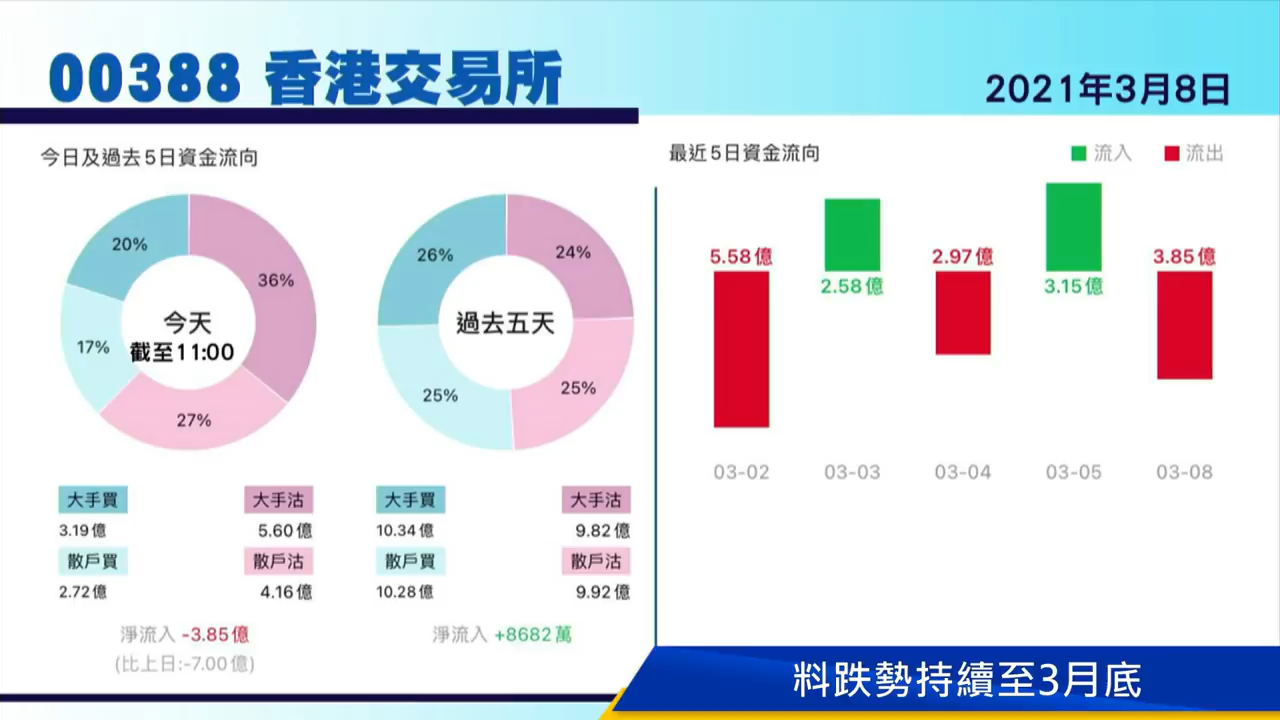 00388 香港交易所
2021年3月8日
今日及過去5日資金流向
20%
36%
17%
27%
今天
截至11:00
26%
24%
25%
25%
過去五天
大手買
大手沽
3.19億
5.60億
散戶買
散戶沽
2.72億
4.16億
淨流入 -3.85億
(比上日:-7.00億)
大手買
大手沽
10.34億
9.82億
散戶買
散戶沽
10.28億
9.92億
淨流入 +8682萬
最近5日資金流向
流入
流出
5.58億
2.58億
2.97億
3.15億
3.85億
03-02
03-03
03-04
03-05
03-08
料跌勢持續至3月底